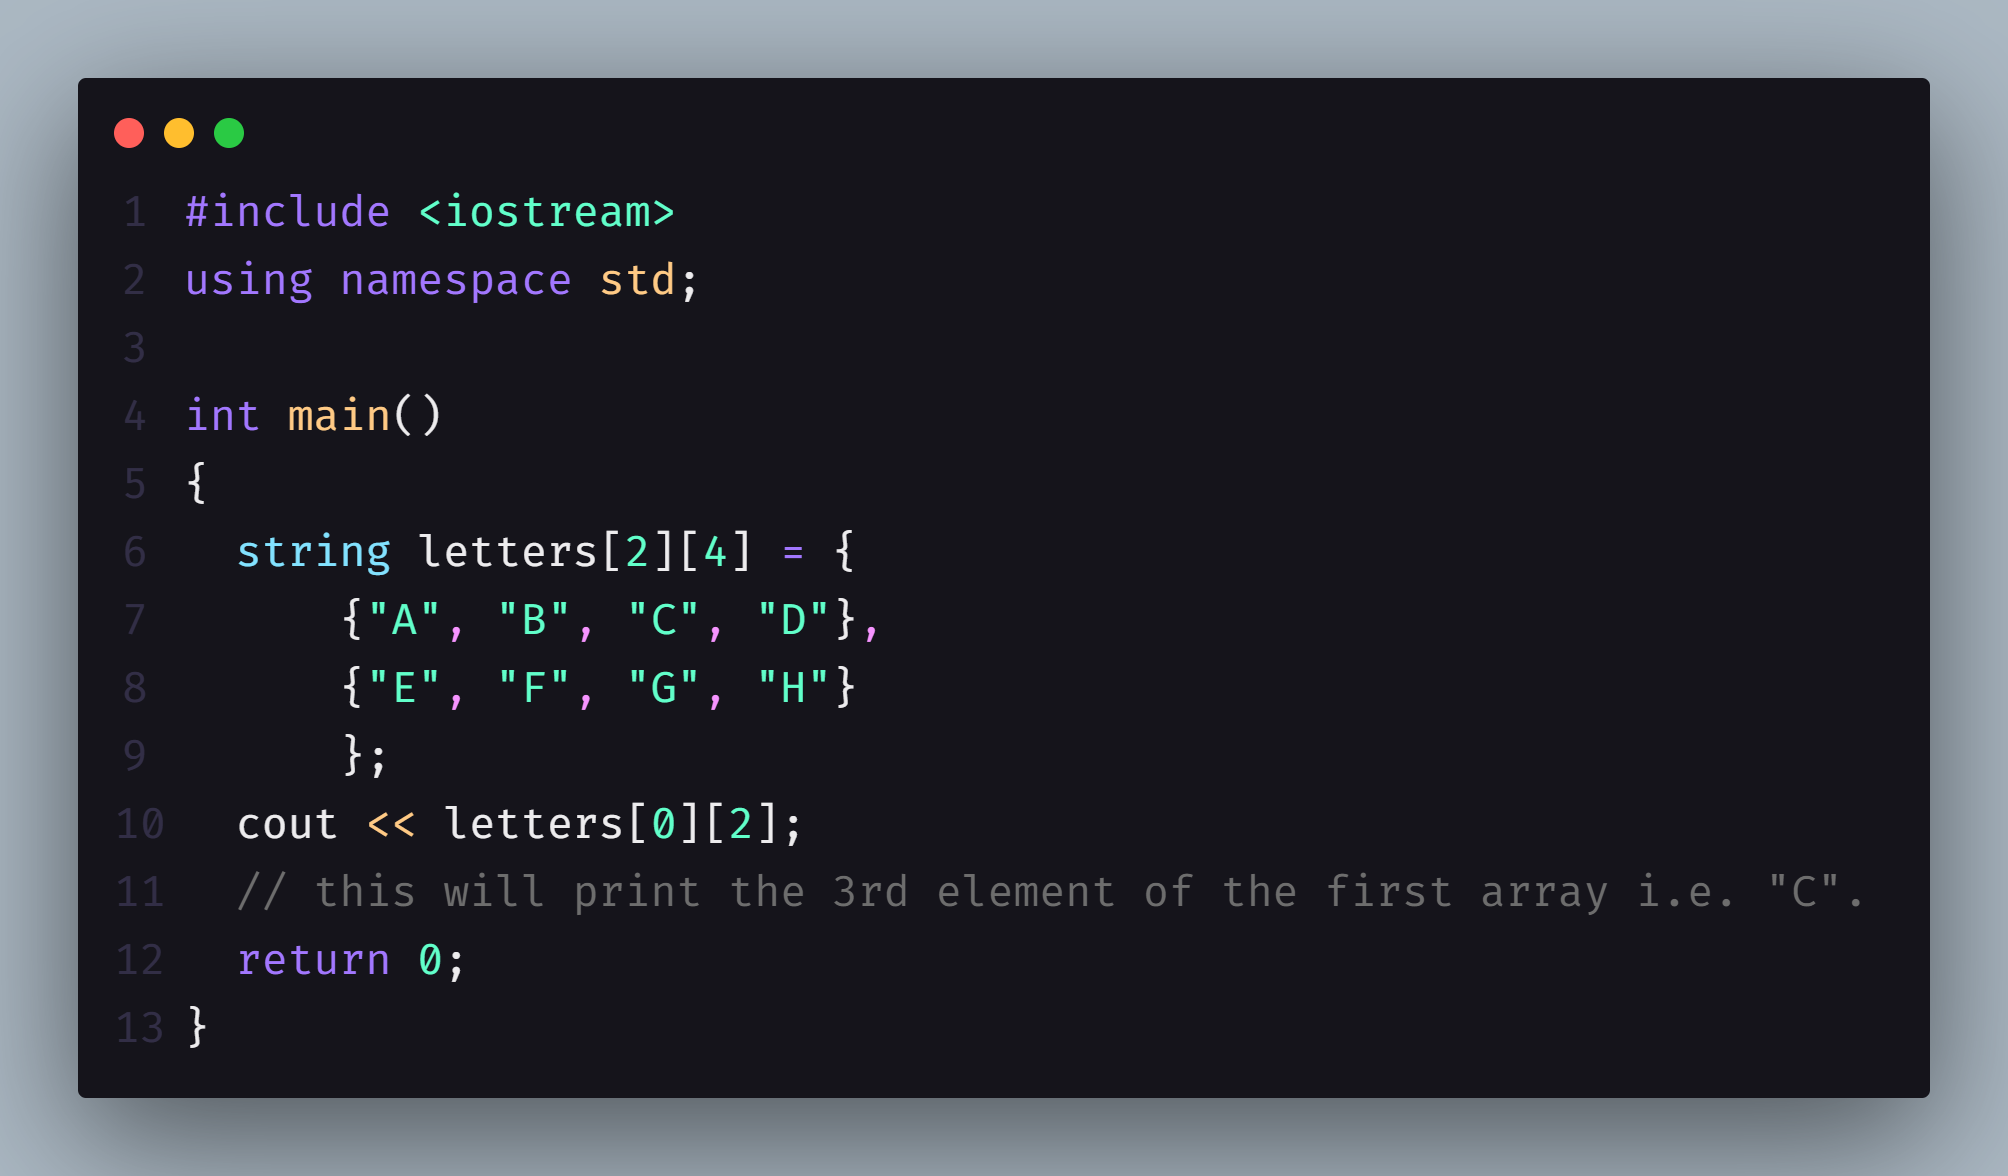 1 #include <iostream>
2 using namespace std;
3
4 int main()
5 {
6   string letters[2][4] = {
7       {"A", "B", "C", "D"},
8       {"E", "F", "G", "H"}
9       };
10   cout << letters[0][2];
11   // this will print the 3rd element of the first array i.e. "C".
12   return 0;
13 }